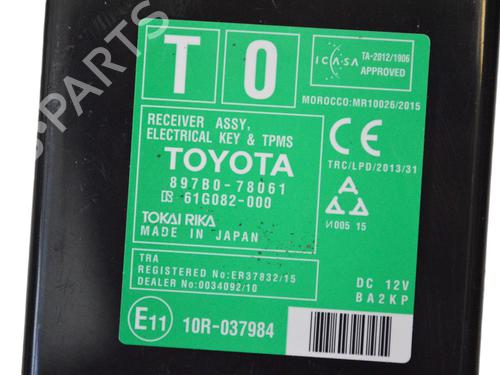 T O
ICASA
TA-2012/1906
APPROVED
MOROCCO:MR10026/2015
RECEIVER ASSY,
ELECTRICAL KEY & TPMS
TOYOTA
897B0-78061
61G082-000
TOKAI RIKA
MADE IN JAPAN
CE
TRC/LPD/2013/31
И005 15
TRA
REGISTERED No:ER37832/15
DEALER No:0034092/10
DC 12V
BA2KP
E11
10R-037984